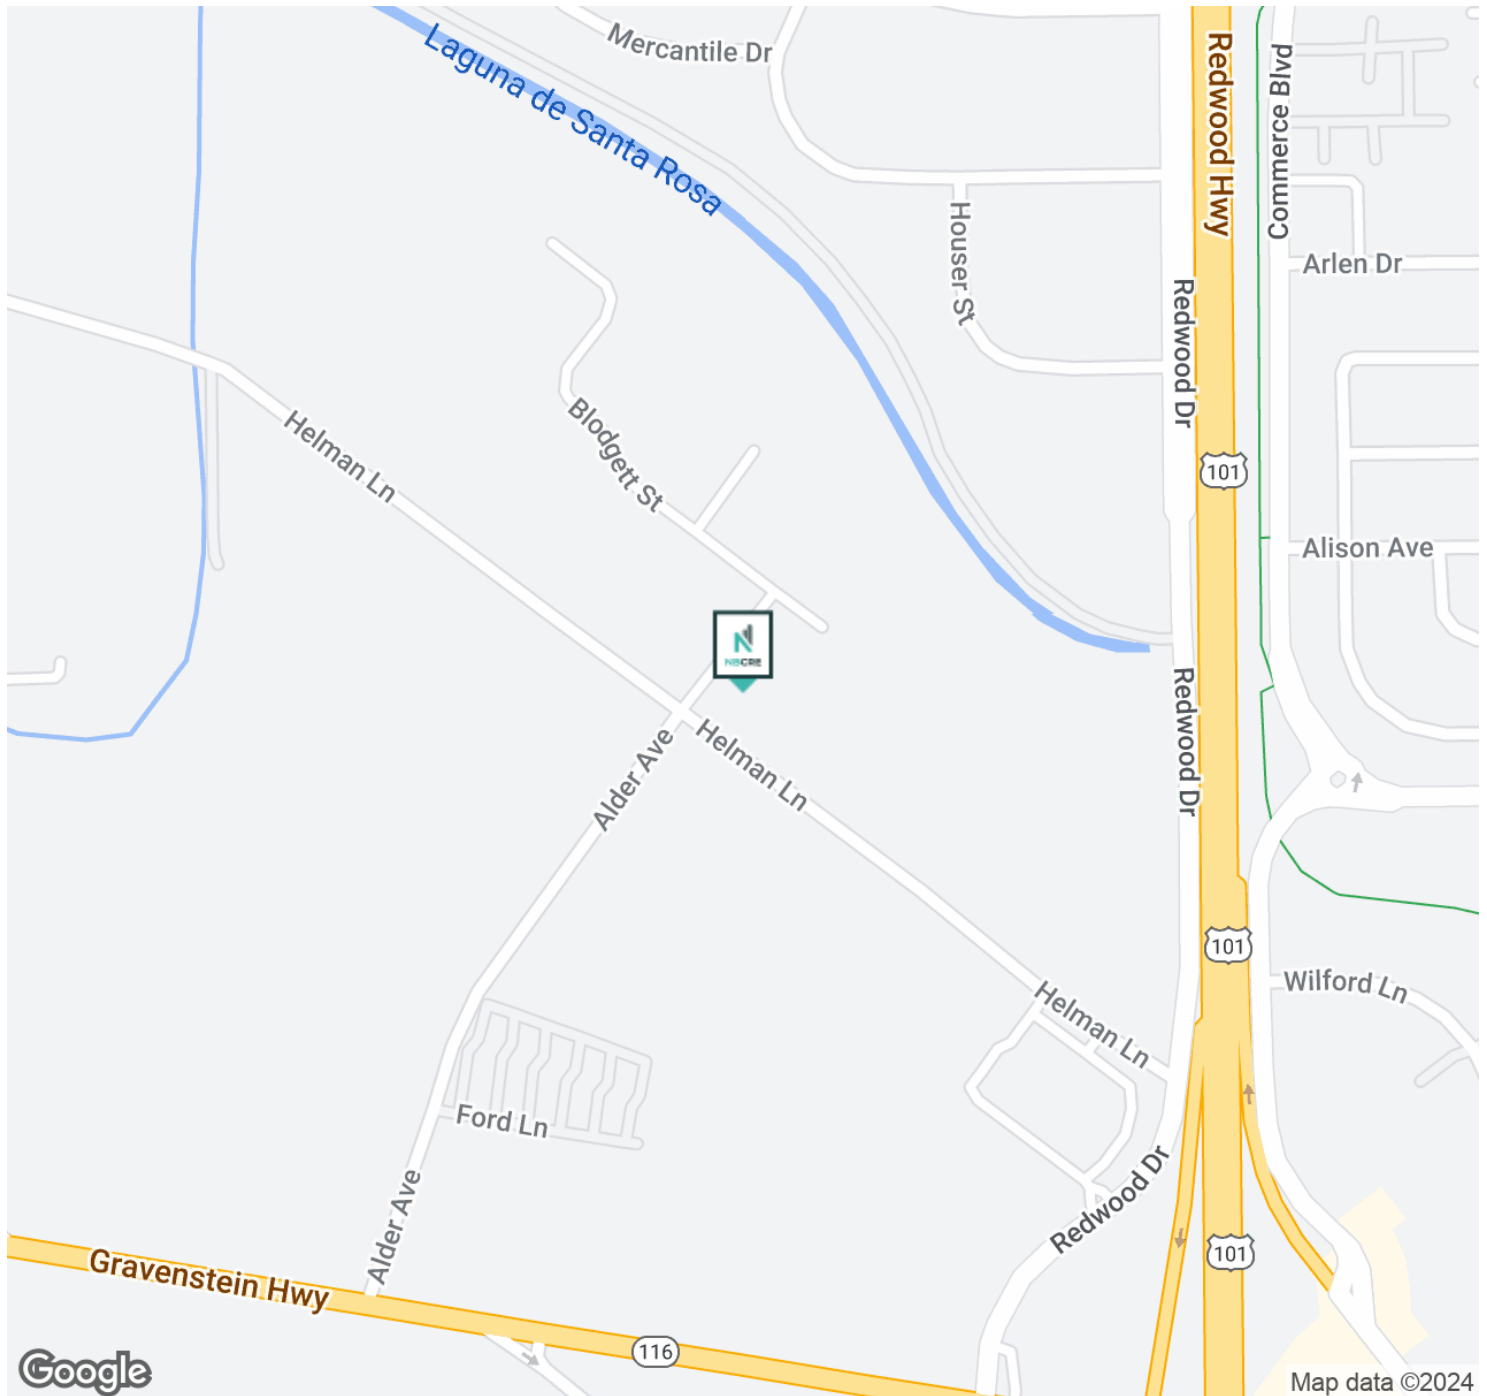 Mercantile Dr
Laguna de Santa Rosa
Redwood Hwy
Commerce Blvd
Houser St
Arlen Dr
Redwood Dr
Helman Ln
Blodgett St
101
Alison Ave
NBCRE
Redwood Dr
Helman Ln
Alder Ave
101
Wilford Ln
Helman Ln
Ford Ln
Redwood Dr
Alder Ave
101
Gravenstein Hwy
116
Google
Map data ©2024